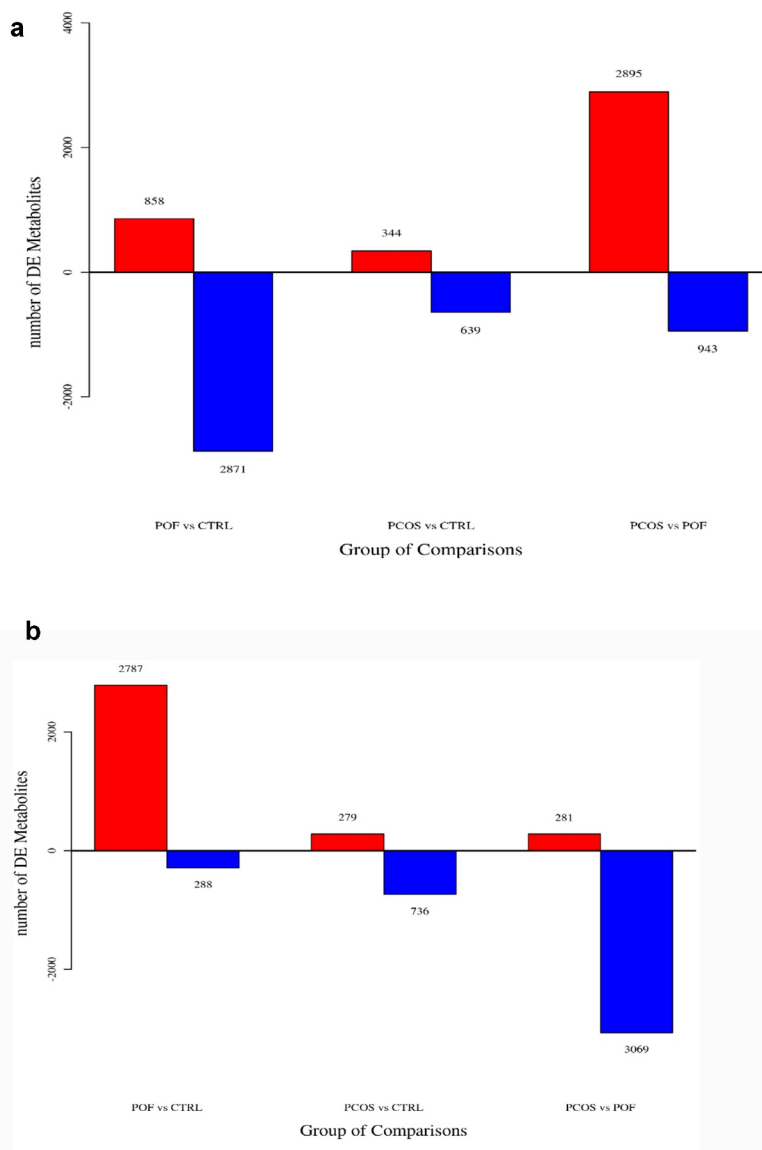 a
4000
2895
2000
858
344
0
639
943
-2000
2871
number of DE Metabolites
POF vs CTRL
PCOS vs CTRL
PCOS vs POF
Group of Comparisons
b
2787
2000
279
281
0
288
736
-2000
3069
number of DE Metabolites
POF vs CTRL
PCOS vs CTRL
PCOS vs POF
Group of Comparisons